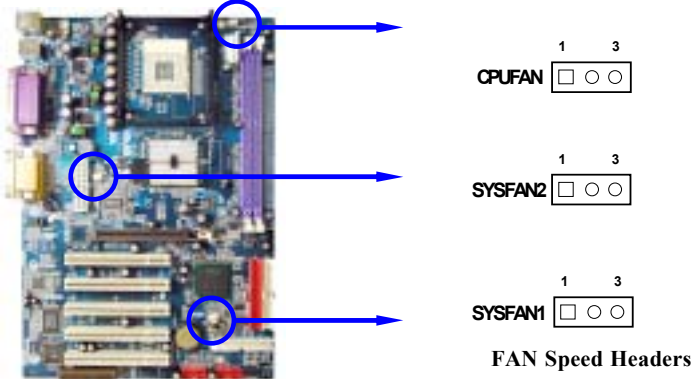 1 3
CPUFAN
1 3
SYSFAN2
1 3
SYSFAN1
FAN Speed Headers